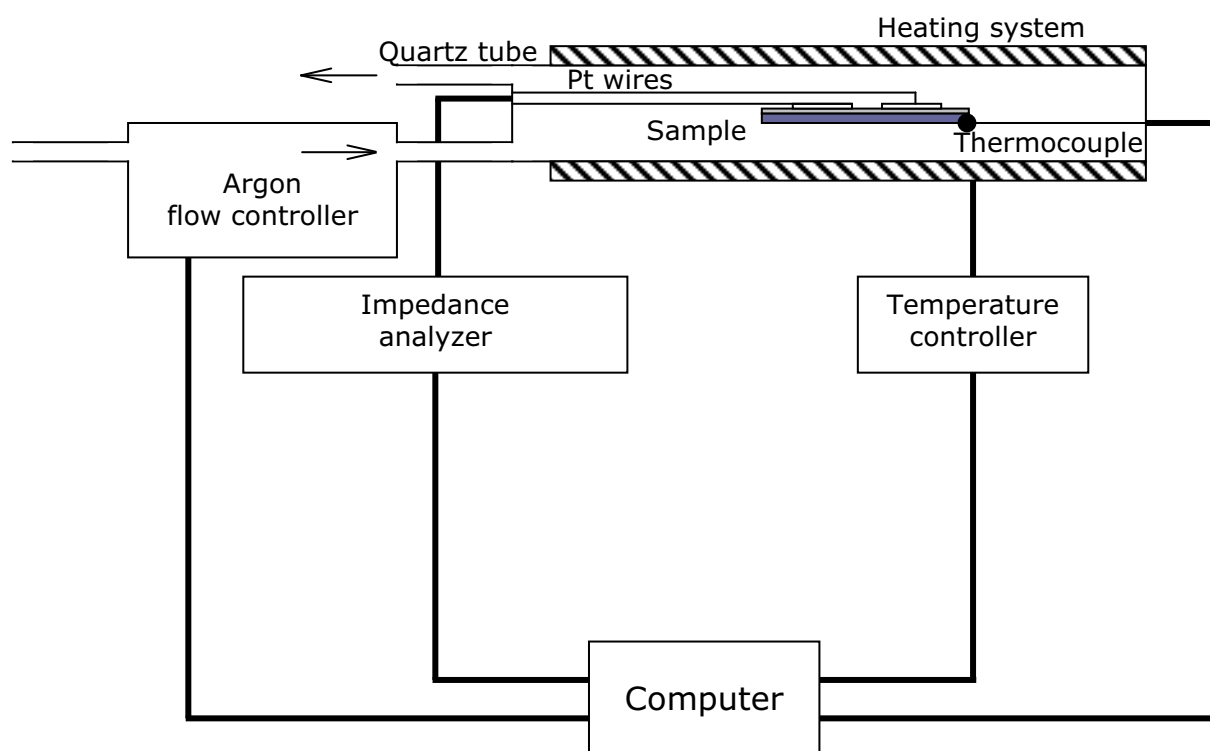 Heating system
Quartz tube
Pt wires
Sample
Thermocouple
Argon
flow controller
Impedance
analyzer
Temperature
controller
Computer